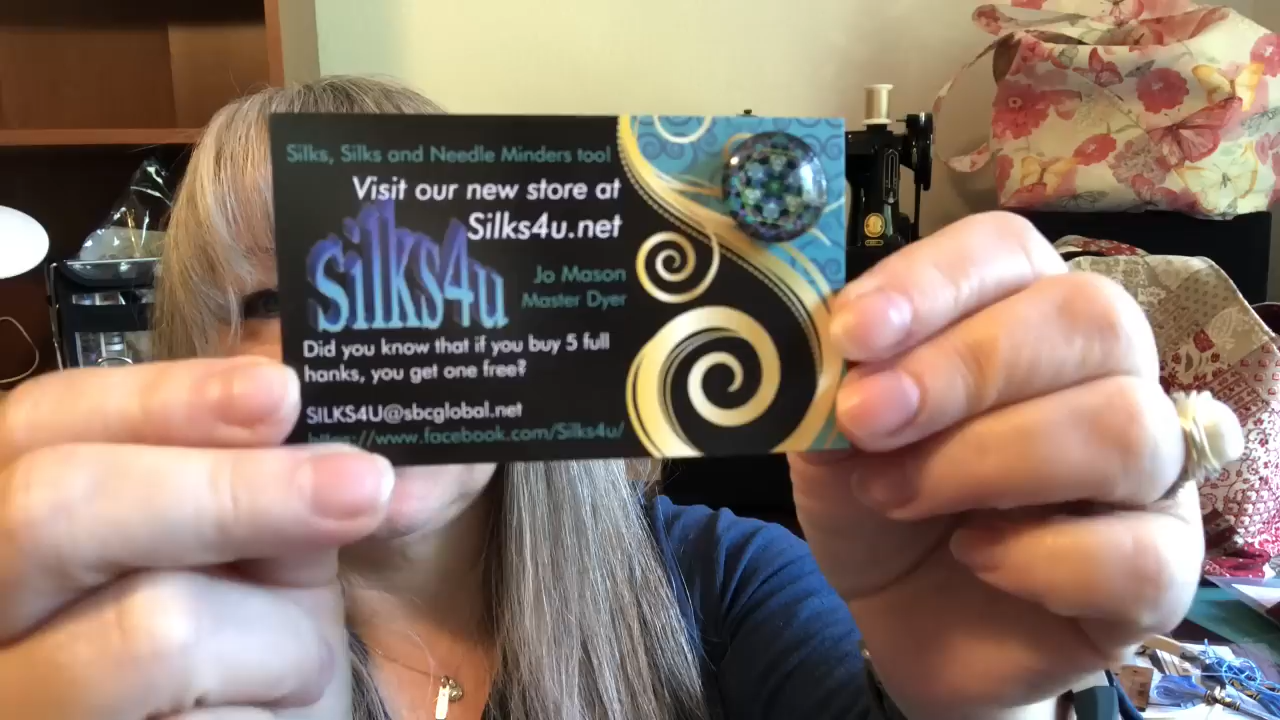 Silks, Silks and Needle Minders too!
Visit our new store at
Silks4u.net
silks4u
Jo Mason
Master Dyer
Did you know that if you buy 5 full
hanks, you get one free?
SILKS4U@sbcglobal.net
https://www.facebook.com/Silks4u/